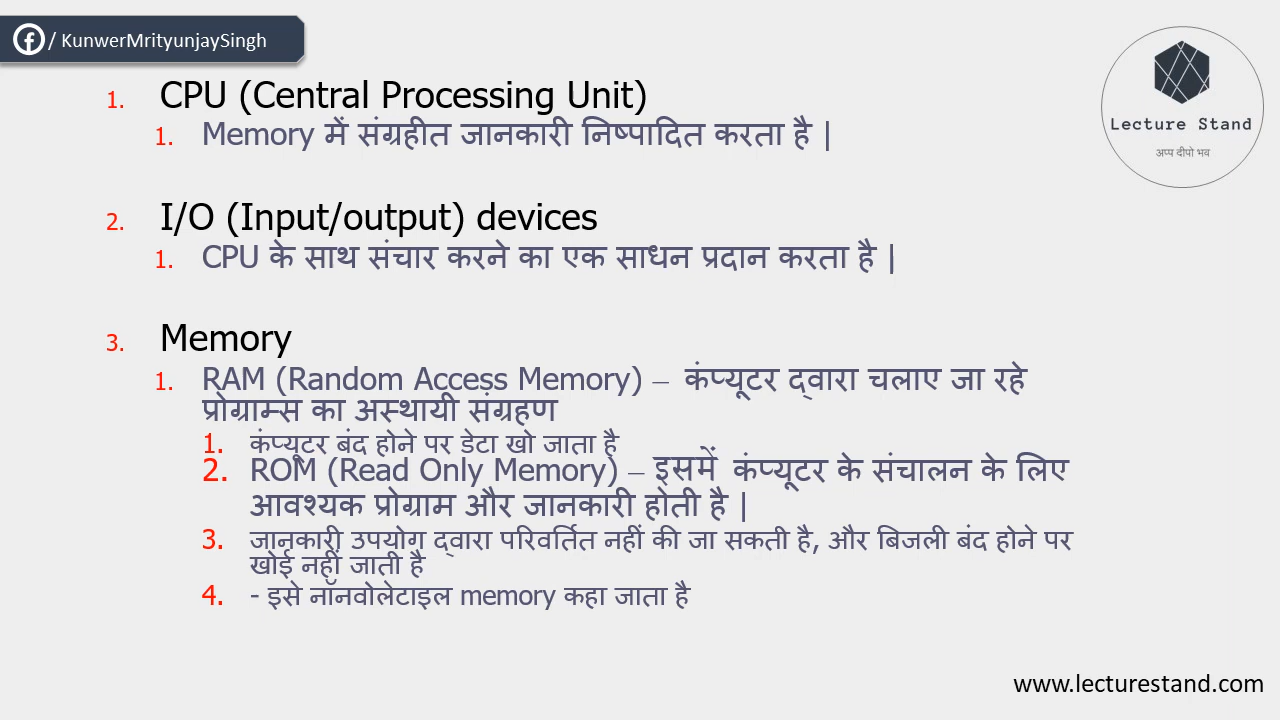 / KunwerMrityunjaySingh
Lecture Stand
अप्प दीपो भव
1. CPU (Central Processing Unit)
1. Memory में संग्रहीत जानकारी निष्पादित करता है |
2. I/O (Input/output) devices
1. CPU के साथ संचार करने का एक साधन प्रदान करता है |
3. Memory
1. RAM (Random Access Memory) – कंप्यूटर द्वारा चलाए जा रहे
प्रोग्राम्स का अस्थायी संग्रहण
1. कंप्यूटर बंद होने पर डेटा खो जाता है
2. ROM (Read Only Memory) – इसमें कंप्यूटर के संचालन के लिए
आवश्यक प्रोग्राम और जानकारी होती है |
3. जानकारी उपयोग द्वारा परिवर्तित नहीं की जा सकती है, और बिजली बंद होने पर
खोई नहीं जाती है
4. - इसे नॉनवोलेटाइल memory कहा जाता है
www.lecturestand.com